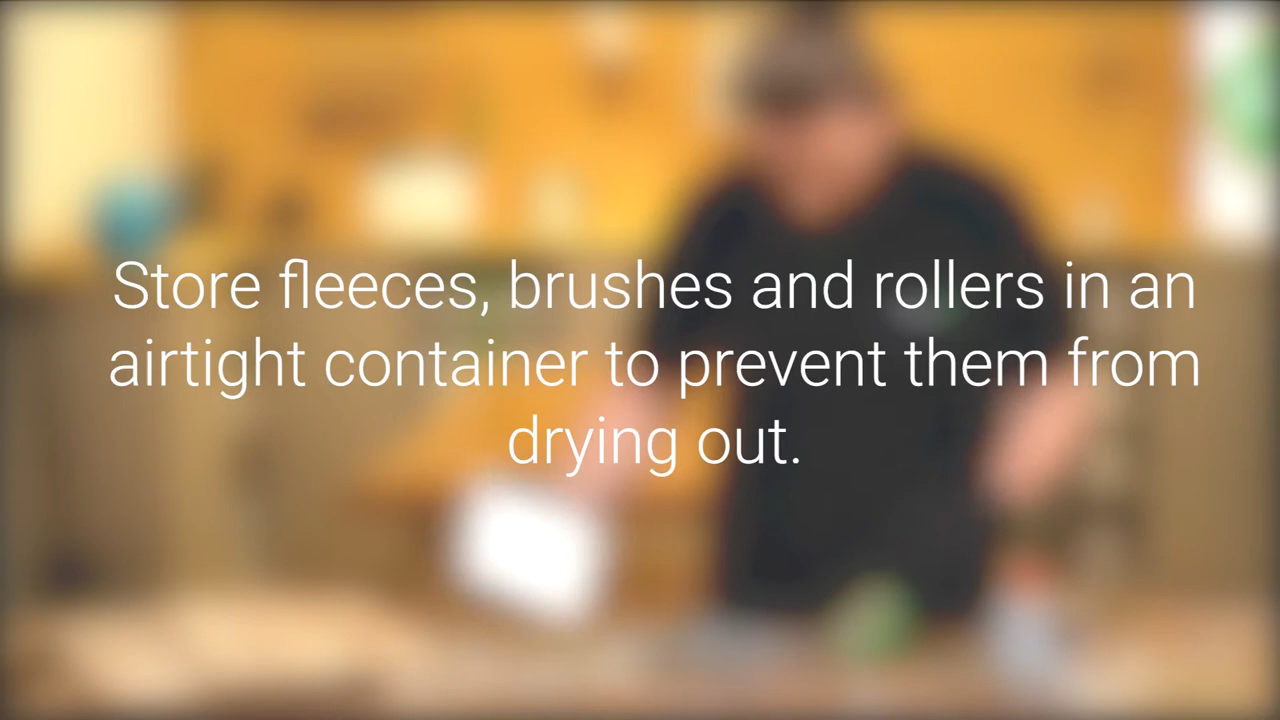 Store fleeces, brushes and rollers in an
airtight container to prevent them from
drying out.